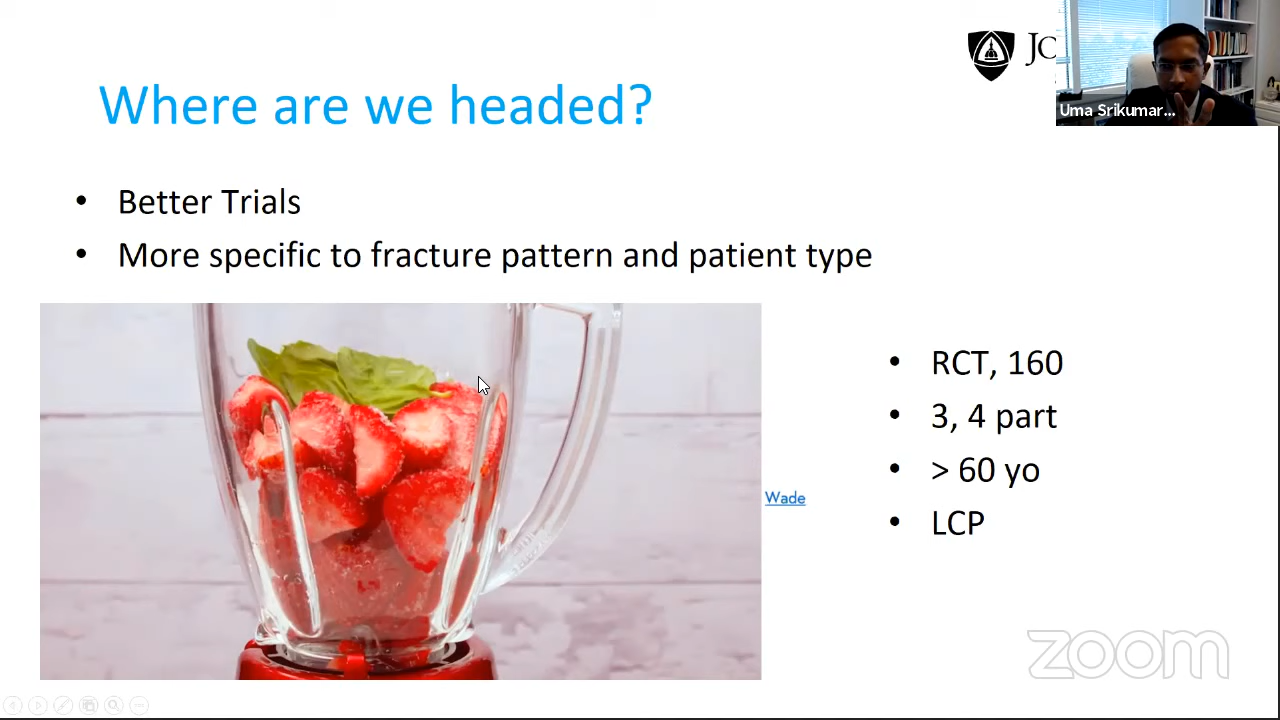 JO
Uma Srikumar...
Where are we headed?
• Better Trials
• More specific to fracture pattern and patient type
• RCT, 160
• 3, 4 part
• > 60 yo
Wade
• LCP
zoom